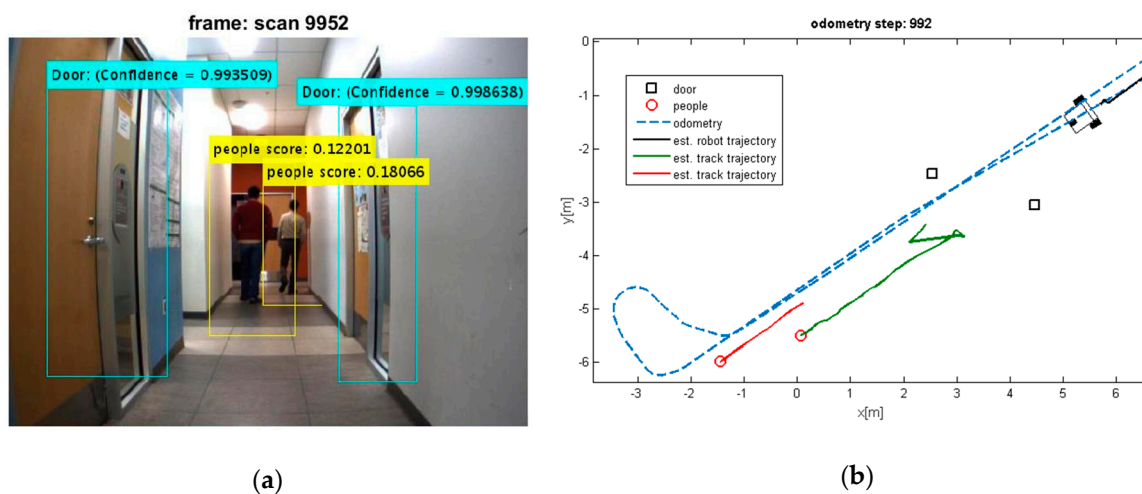 frame: scan 9952
Door: (Confidence = 0.993509)
Door: (Confidence = 0.998638)
people score: 0.12201
people score: 0.18066
(a)
odometry step: 992
door
people
odometry
est. robot trajectory
est. track trajectory
est. track trajectory
y[m]
0
-1
-2
-3
-4
-5
-6
-3 -2 -1 0 1 2 3 4 5 6
x[m]
(b)